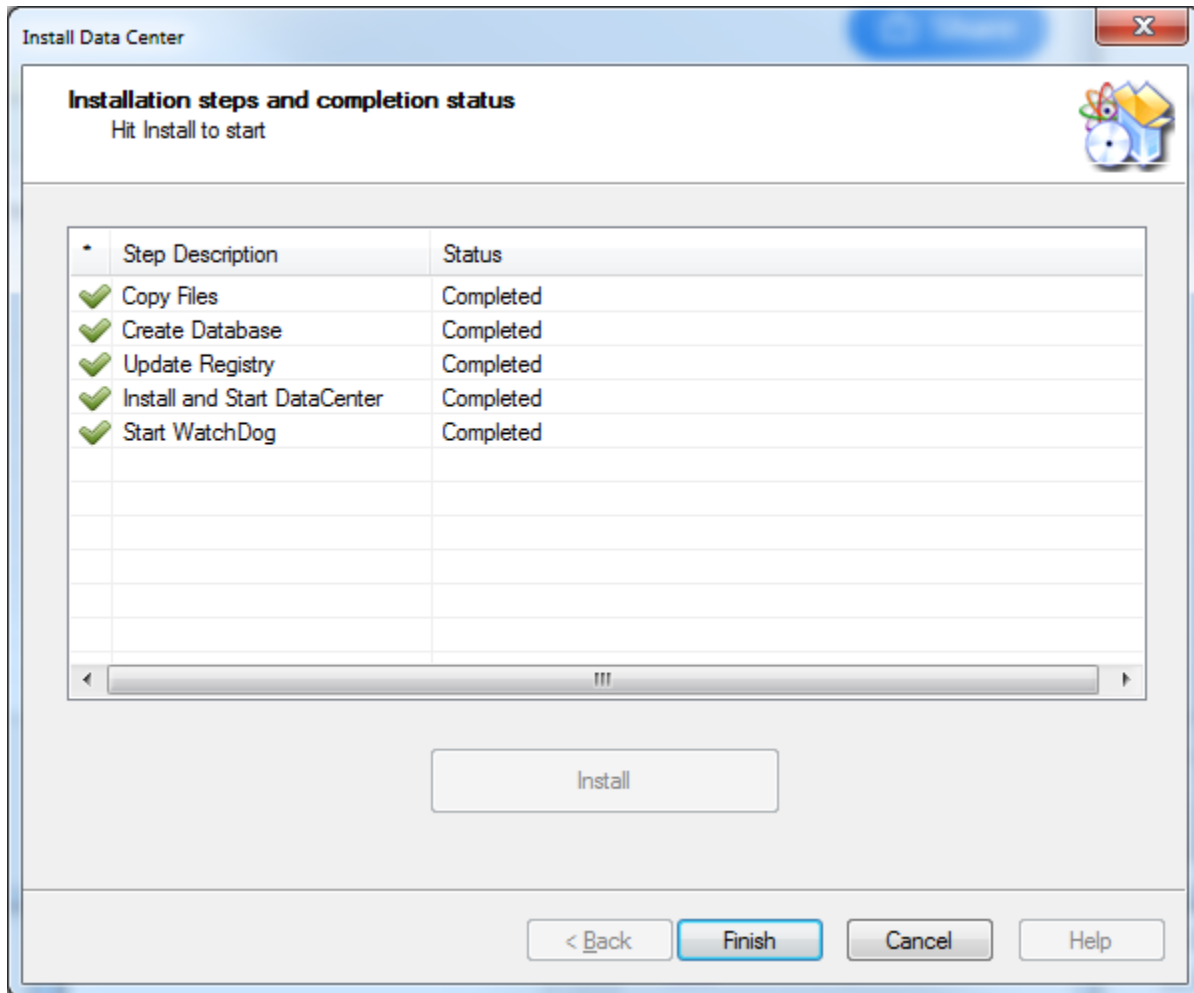 Install Data Center
Installation steps and completion status
Hit Install to start
* Step Description Status
Copy Files Completed
Create Database Completed
Update Registry Completed
Install and Start DataCenter Completed
Start WatchDog Completed
Install
< Back Finish Cancel Help